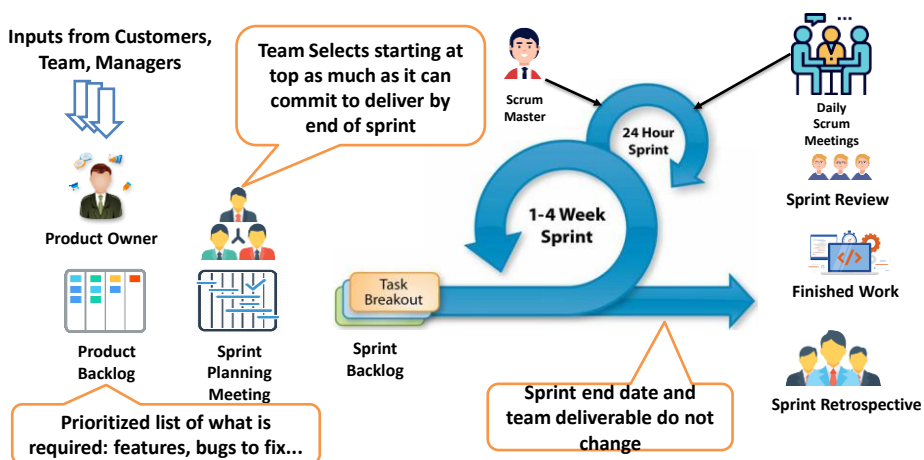 Inputs from Customers,
Team, Managers
Product Owner
Product
Backlog
Prioritized list of what is
required: features, bugs to fix...
Team Selects starting at
top as much as it can
commit to deliver by
end of sprint
Sprint
Planning
Meeting
Task
Breakout
Sprint
Backlog
1-4 Week
Sprint
Scrum
Master
24 Hour
Sprint
Sprint end date and
team deliverable do not
change
...
Daily
Scrum
Meetings
Sprint Review
</>
Finished Work
Sprint Retrospective